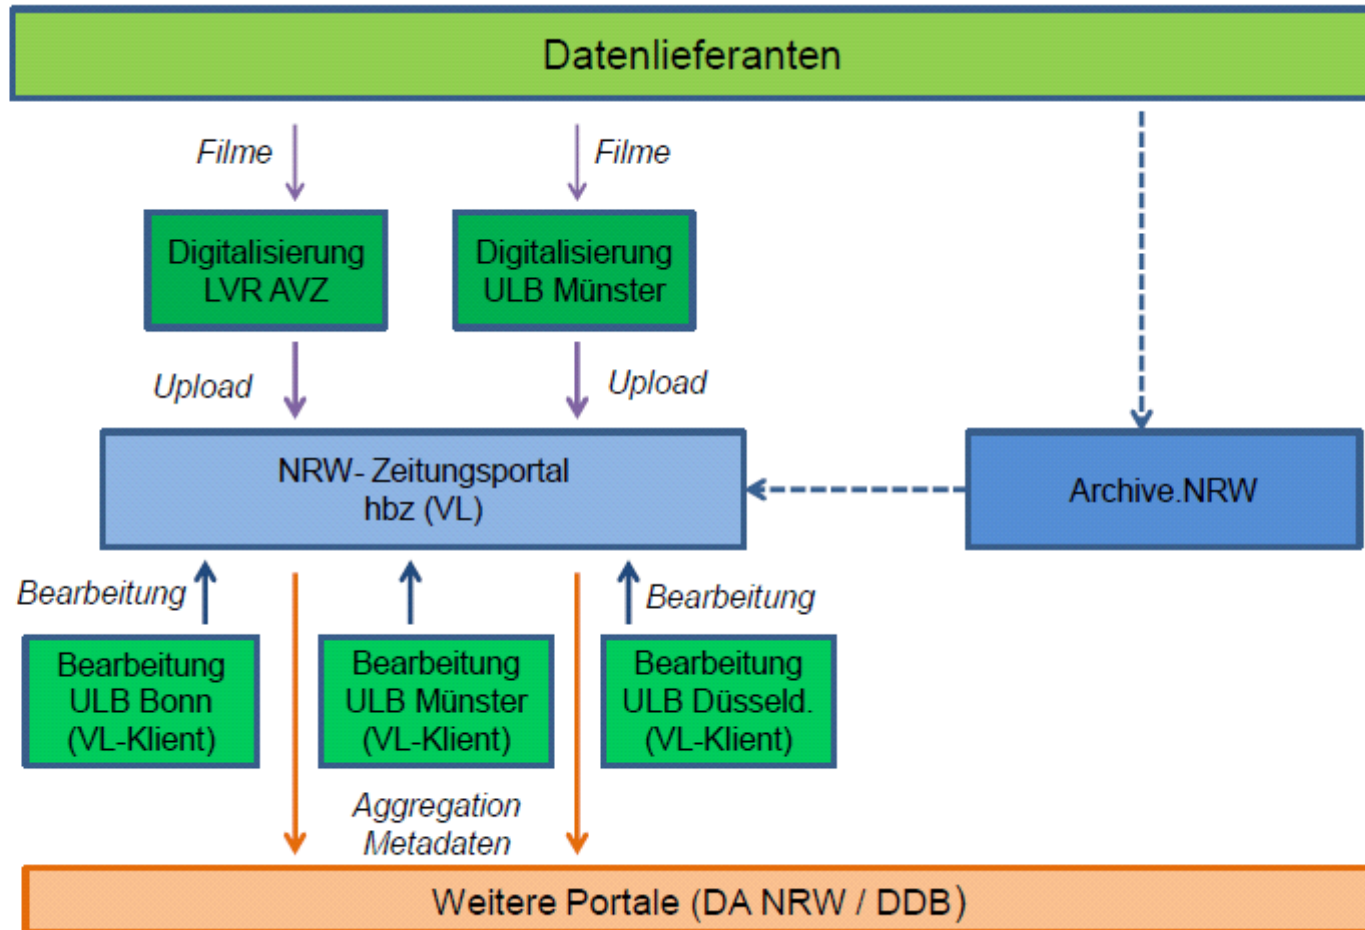 Datenlieferanten
Filme
Filme
Digitalisierung
LVR AVZ
Digitalisierung
ULB Münster
Upload
Upload
NRW- Zeitungsportal
hbz (VL)
Archive.NRW
Bearbeitung
Bearbeitung
Bearbeitung
ULB Bonn
(VL-Klient)
Bearbeitung
ULB Münster
(VL-Klient)
Bearbeitung
ULB Düsseld.
(VL-Klient)
Aggregation
Metadaten
Weitere Portale (DA NRW / DDB)